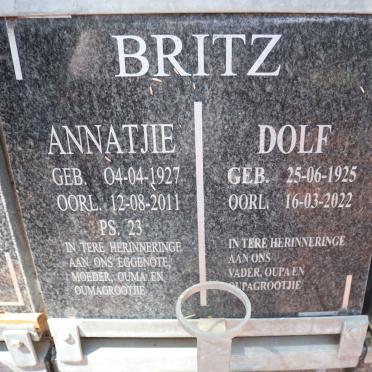 BRITZ
ANNATJIE
GEB. 04-04-1927
OORL. 12-08-2011
PS. 23
IN TERE HERINNERINGE
AAN ONS EGGENOTE,
MOEDER, OUMA EN
OUMAGROOTJIE
DOLF
GEB. 25-06-1925
OORL. 16-03-2022
IN TERE HERINNERINGE
AAN ONS
VADER, OUPA EN
OUPAGROOTJIE